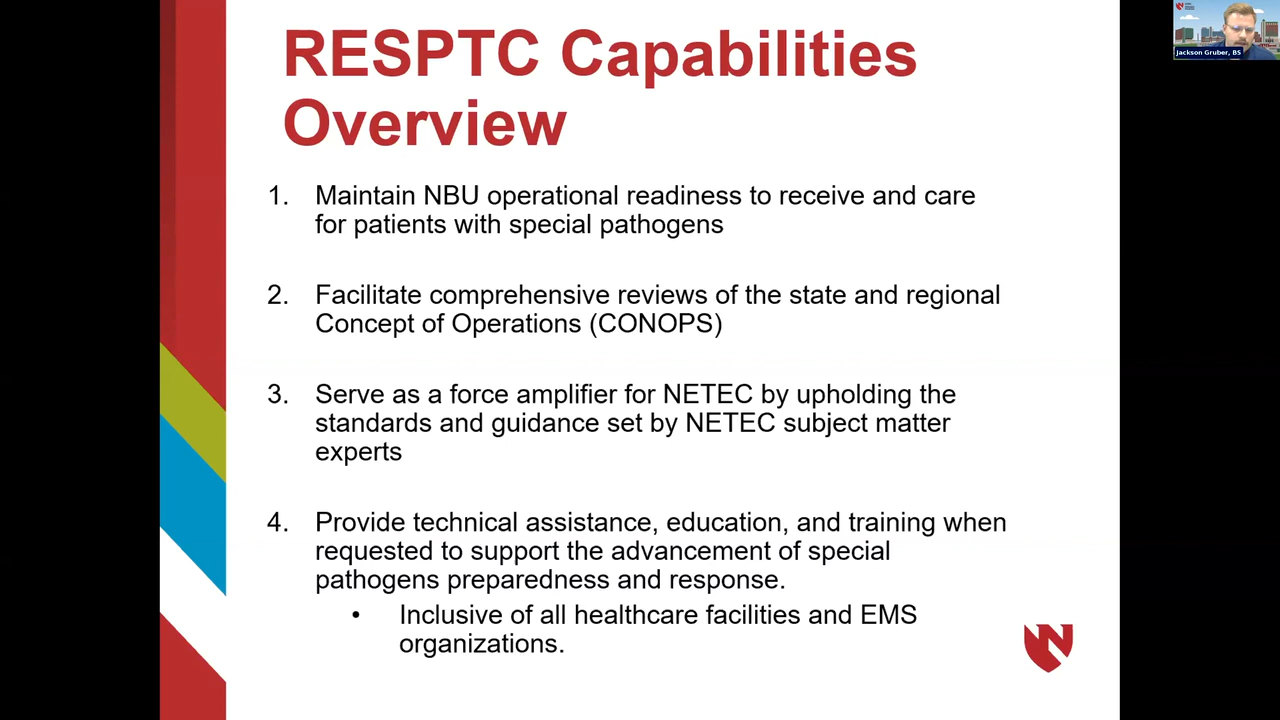 RESPTC Capabilities
Overview
1. Maintain NBU operational readiness to receive and care
for patients with special pathogens
2. Facilitate comprehensive reviews of the state and regional
Concept of Operations (CONOPS)
3. Serve as a force amplifier for NETEC by upholding the
standards and guidance set by NETEC subject matter
experts
4. Provide technical assistance, education, and training when
requested to support the advancement of special
pathogens preparedness and response.
• Inclusive of all healthcare facilities and EMS
organizations.
Jackson Gruber, BS